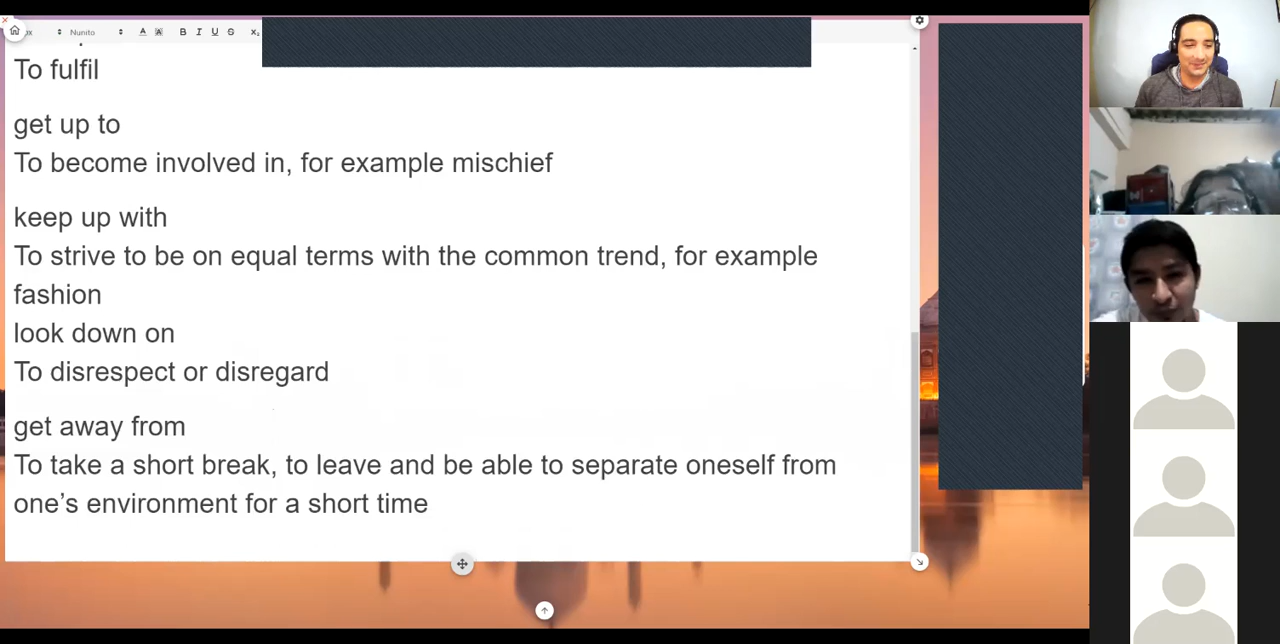 Nunito
B I U S X₂
To fulfil
get up to
To become involved in, for example mischief
keep up with
To strive to be on equal terms with the common trend, for example
fashion
look down on
To disrespect or disregard
get away from
To take a short break, to leave and be able to separate oneself from
one’s environment for a short time